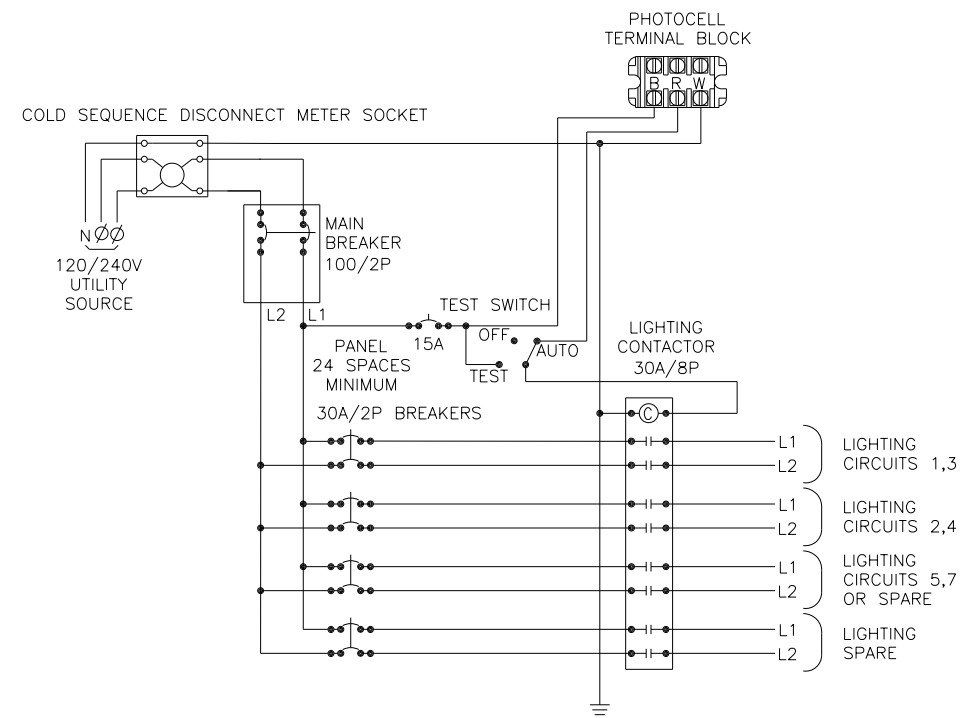 PHOTOCELL
TERMINAL BLOCK
B R W
COLD SEQUENCE DISCONNECT METER SOCKET
N
120/240V
UTILITY
SOURCE
MAIN
BREAKER
100/2P
L2 L1
TEST SWITCH
OFF
AUTO
TEST
15A
PANEL
24 SPACES
MINIMUM
30A/2P BREAKERS
LIGHTING
CONTACTOR
30A/8P
C
L1
L2
LIGHTING
CIRCUITS 1,3
L1
L2
LIGHTING
CIRCUITS 2,4
L1
L2
LIGHTING
CIRCUITS 5,7
OR SPARE
L1
L2
LIGHTING
SPARE